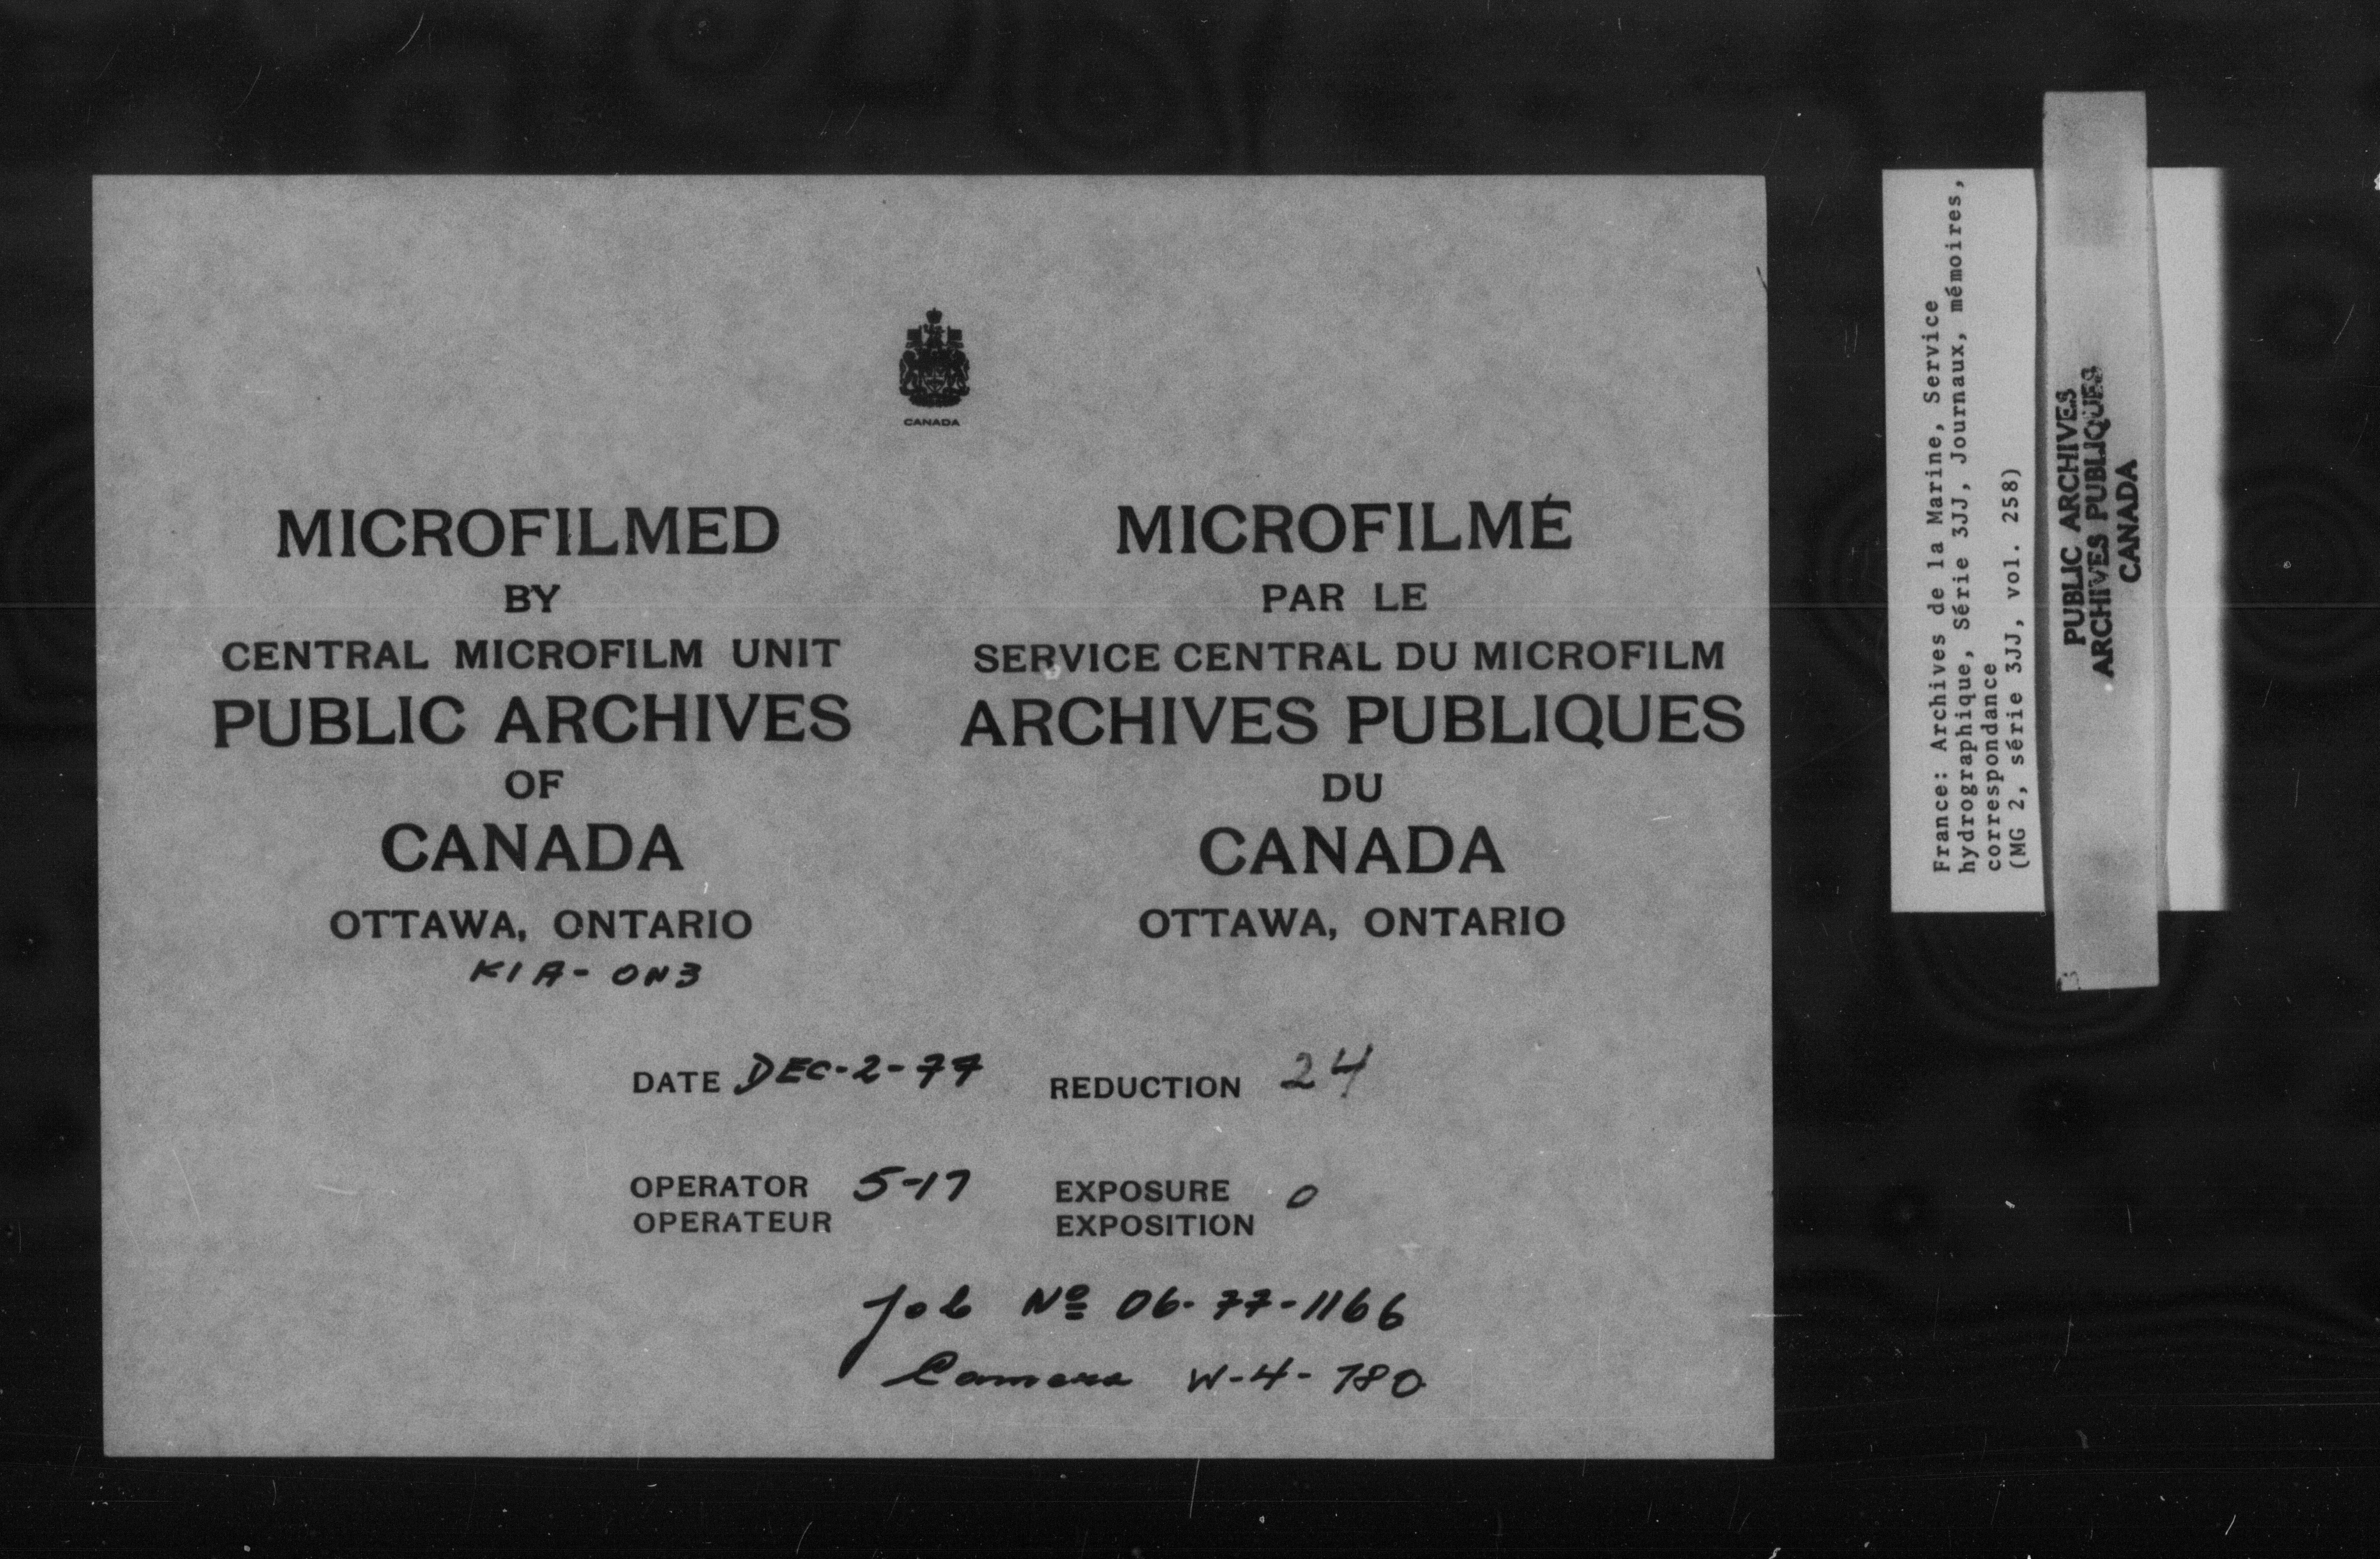 CANADA
MICROFILMED
BY
CENTRAL MICROFILM UNIT
PUBLIC ARCHIVES
OF
CANADA
OTTAWA, ONTARIO
K1A-ON3
MICROFILMÉ
PAR LE
SERVICE CENTRAL DU MICROFILM
ARCHIVES PUBLIQUES
DU
CANADA
OTTAWA, ONTARIO
DATE DEC-2-77
REDUCTION 24
OPERATOR 5-17
OPERATEUR
EXPOSURE 0
EXPOSITION
Job Nº 06-77-1166
Camera W-4-780
France: Archives de la Marine, Service
hydrographique, Série 3JJ, Journaux, mémoires,
correspondance
(MG 2, série 3JJ, vol. 258)
PUBLIC ARCHIVES
ARCHIVES PUBLIQUES
CANADA